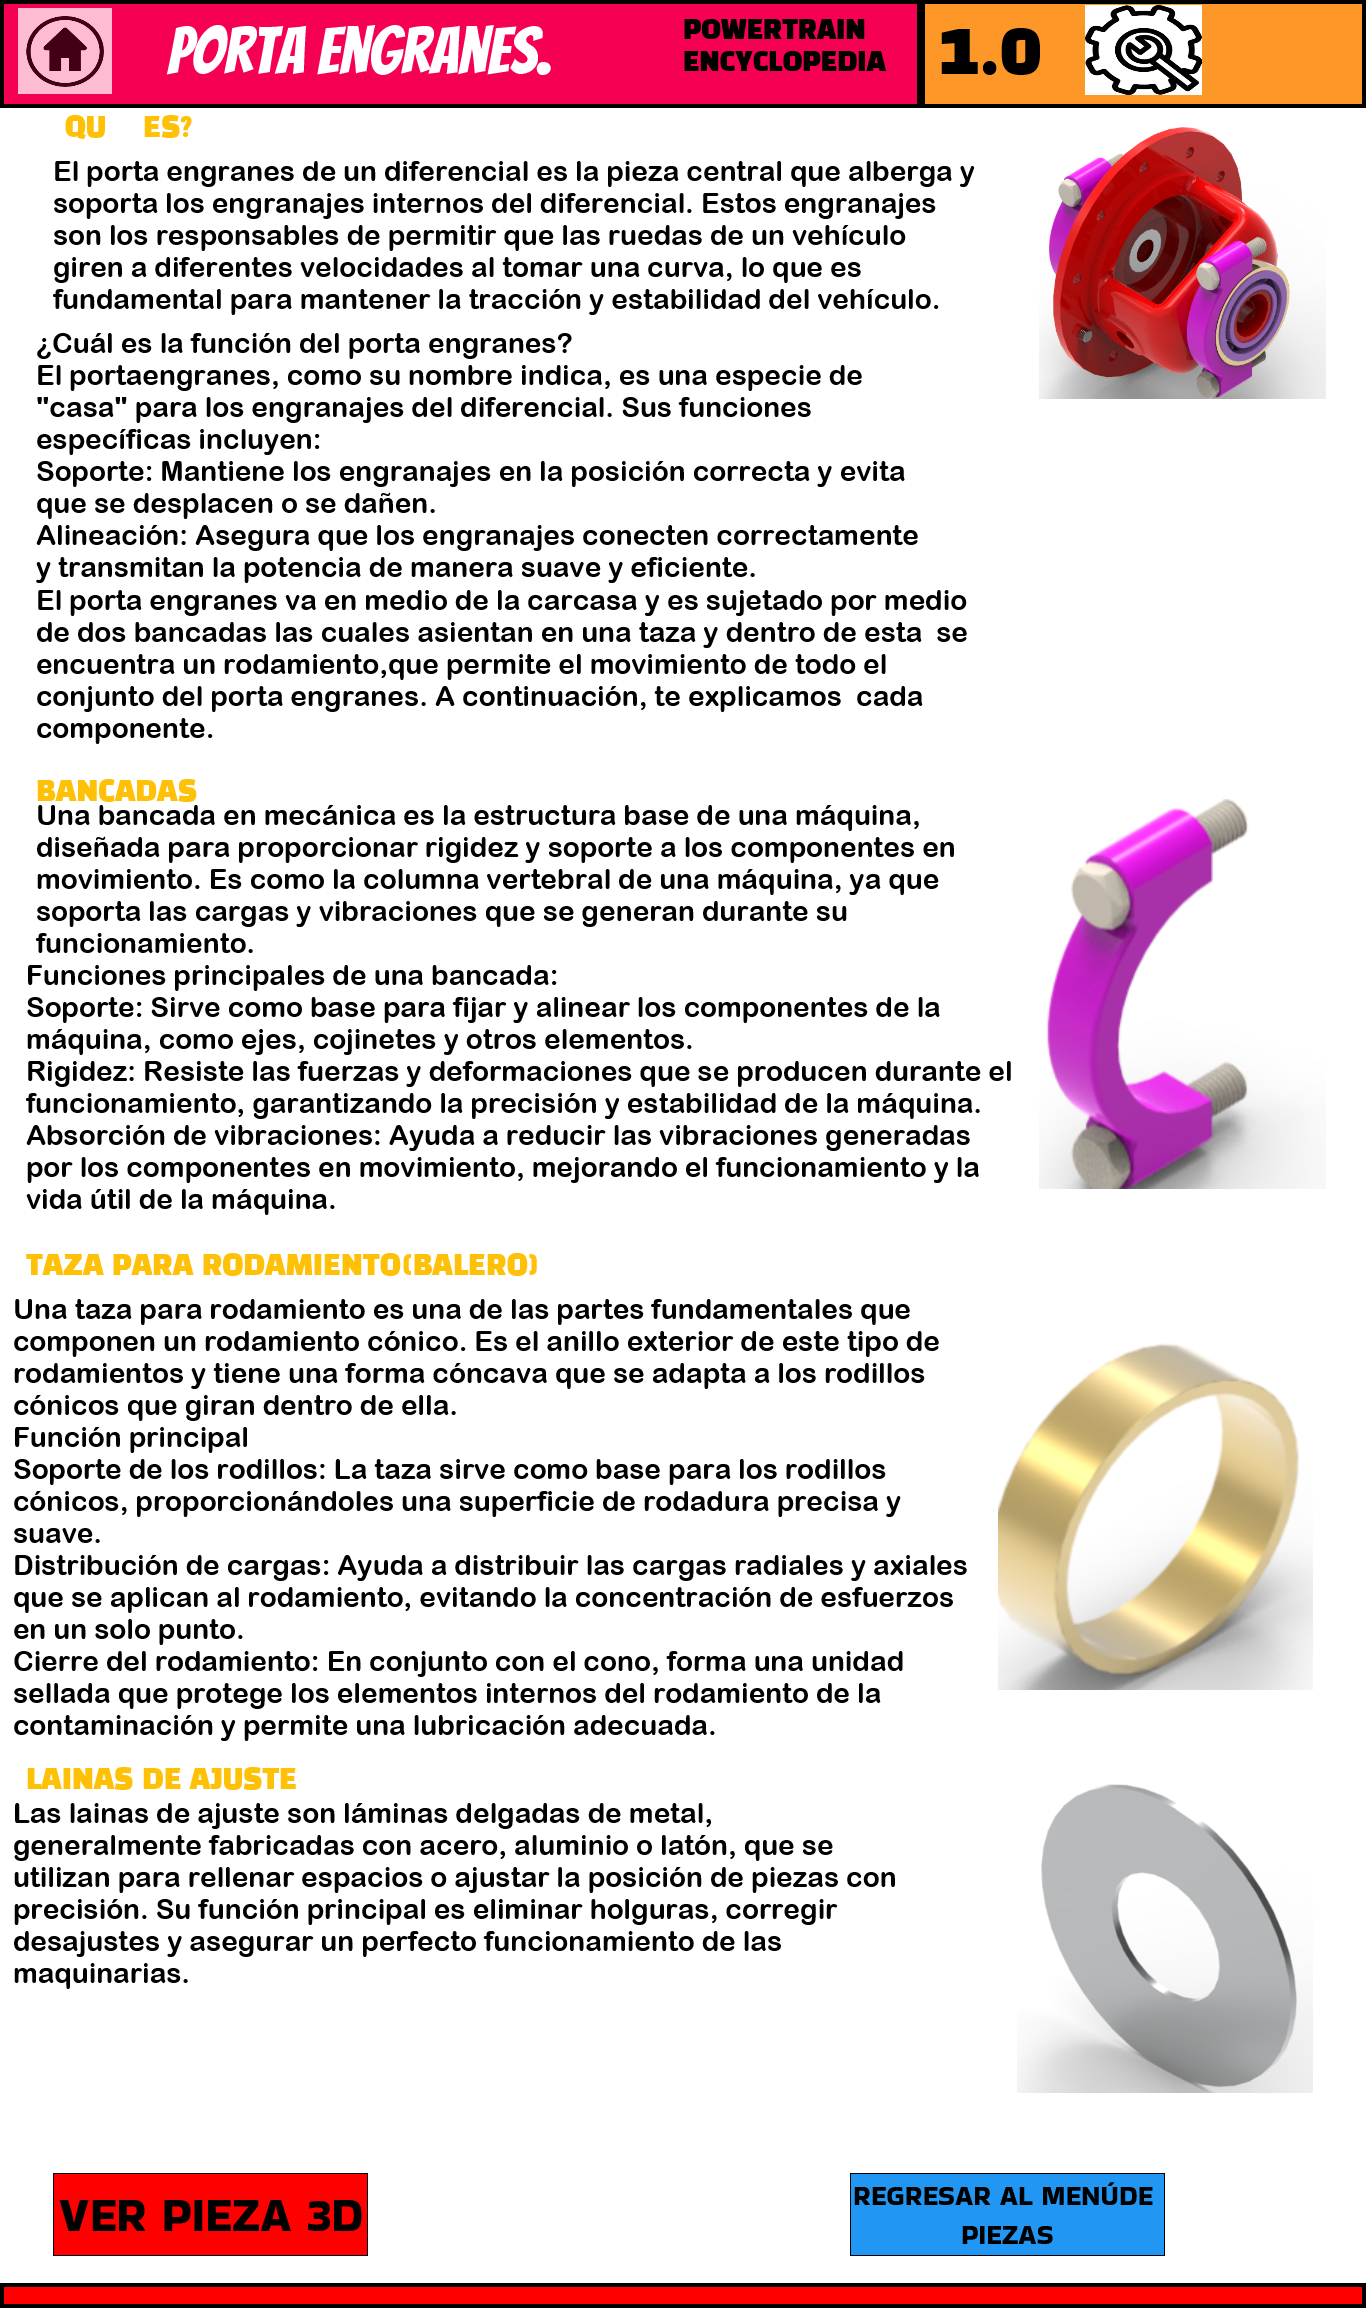 PORTA ENGRANES.
POWERTRAIN
ENCYCLOPEDIA
1.0
QU ES?
El porta engranes de un diferencial es la pieza central que alberga y
soporta los engranajes internos del diferencial. Estos engranajes
son los responsables de permitir que las ruedas de un vehículo
giren a diferentes velocidades al tomar una curva, lo que es
fundamental para mantener la tracción y estabilidad del vehículo.
¿Cuál es la función del porta engranes?
El portaengranes, como su nombre indica, es una especie de
"casa" para los engranajes del diferencial. Sus funciones
específicas incluyen:
Soporte: Mantiene los engranajes en la posición correcta y evita
que se desplacen o se dañen.
Alineación: Asegura que los engranajes conecten correctamente
y transmitan la potencia de manera suave y eficiente.
El porta engranes va en medio de la carcasa y es sujetado por medio
de dos bancadas las cuales asientan en una taza y dentro de esta  se
encuentra un rodamiento,que permite el movimiento de todo el
conjunto del porta engranes. A continuación, te explicamos  cada
componente.
BANCADAS
Una bancada en mecánica es la estructura base de una máquina,
diseñada para proporcionar rigidez y soporte a los componentes en
movimiento. Es como la columna vertebral de una máquina, ya que
soporta las cargas y vibraciones que se generan durante su
funcionamiento.
Funciones principales de una bancada:
Soporte: Sirve como base para fijar y alinear los componentes de la
máquina, como ejes, cojinetes y otros elementos.
Rigidez: Resiste las fuerzas y deformaciones que se producen durante el
funcionamiento, garantizando la precisión y estabilidad de la máquina.
Absorción de vibraciones: Ayuda a reducir las vibraciones generadas
por los componentes en movimiento, mejorando el funcionamiento y la
vida útil de la máquina.
TAZA PARA RODAMIENTO(BALERO)
Una taza para rodamiento es una de las partes fundamentales que
componen un rodamiento cónico. Es el anillo exterior de este tipo de
rodamientos y tiene una forma cóncava que se adapta a los rodillos
cónicos que giran dentro de ella.
Función principal
Soporte de los rodillos: La taza sirve como base para los rodillos
cónicos, proporcionándoles una superficie de rodadura precisa y
suave.
Distribución de cargas: Ayuda a distribuir las cargas radiales y axiales
que se aplican al rodamiento, evitando la concentración de esfuerzos
en un solo punto.
Cierre del rodamiento: En conjunto con el cono, forma una unidad
sellada que protege los elementos internos del rodamiento de la
contaminación y permite una lubricación adecuada.
LAINAS DE AJUSTE
Las lainas de ajuste son láminas delgadas de metal,
generalmente fabricadas con acero, aluminio o latón, que se
utilizan para rellenar espacios o ajustar la posición de piezas con
precisión. Su función principal es eliminar holguras, corregir
desajustes y asegurar un perfecto funcionamiento de las
maquinarias.
VER PIEZA 3D
REGRESAR AL MENÚDE
PIEZAS